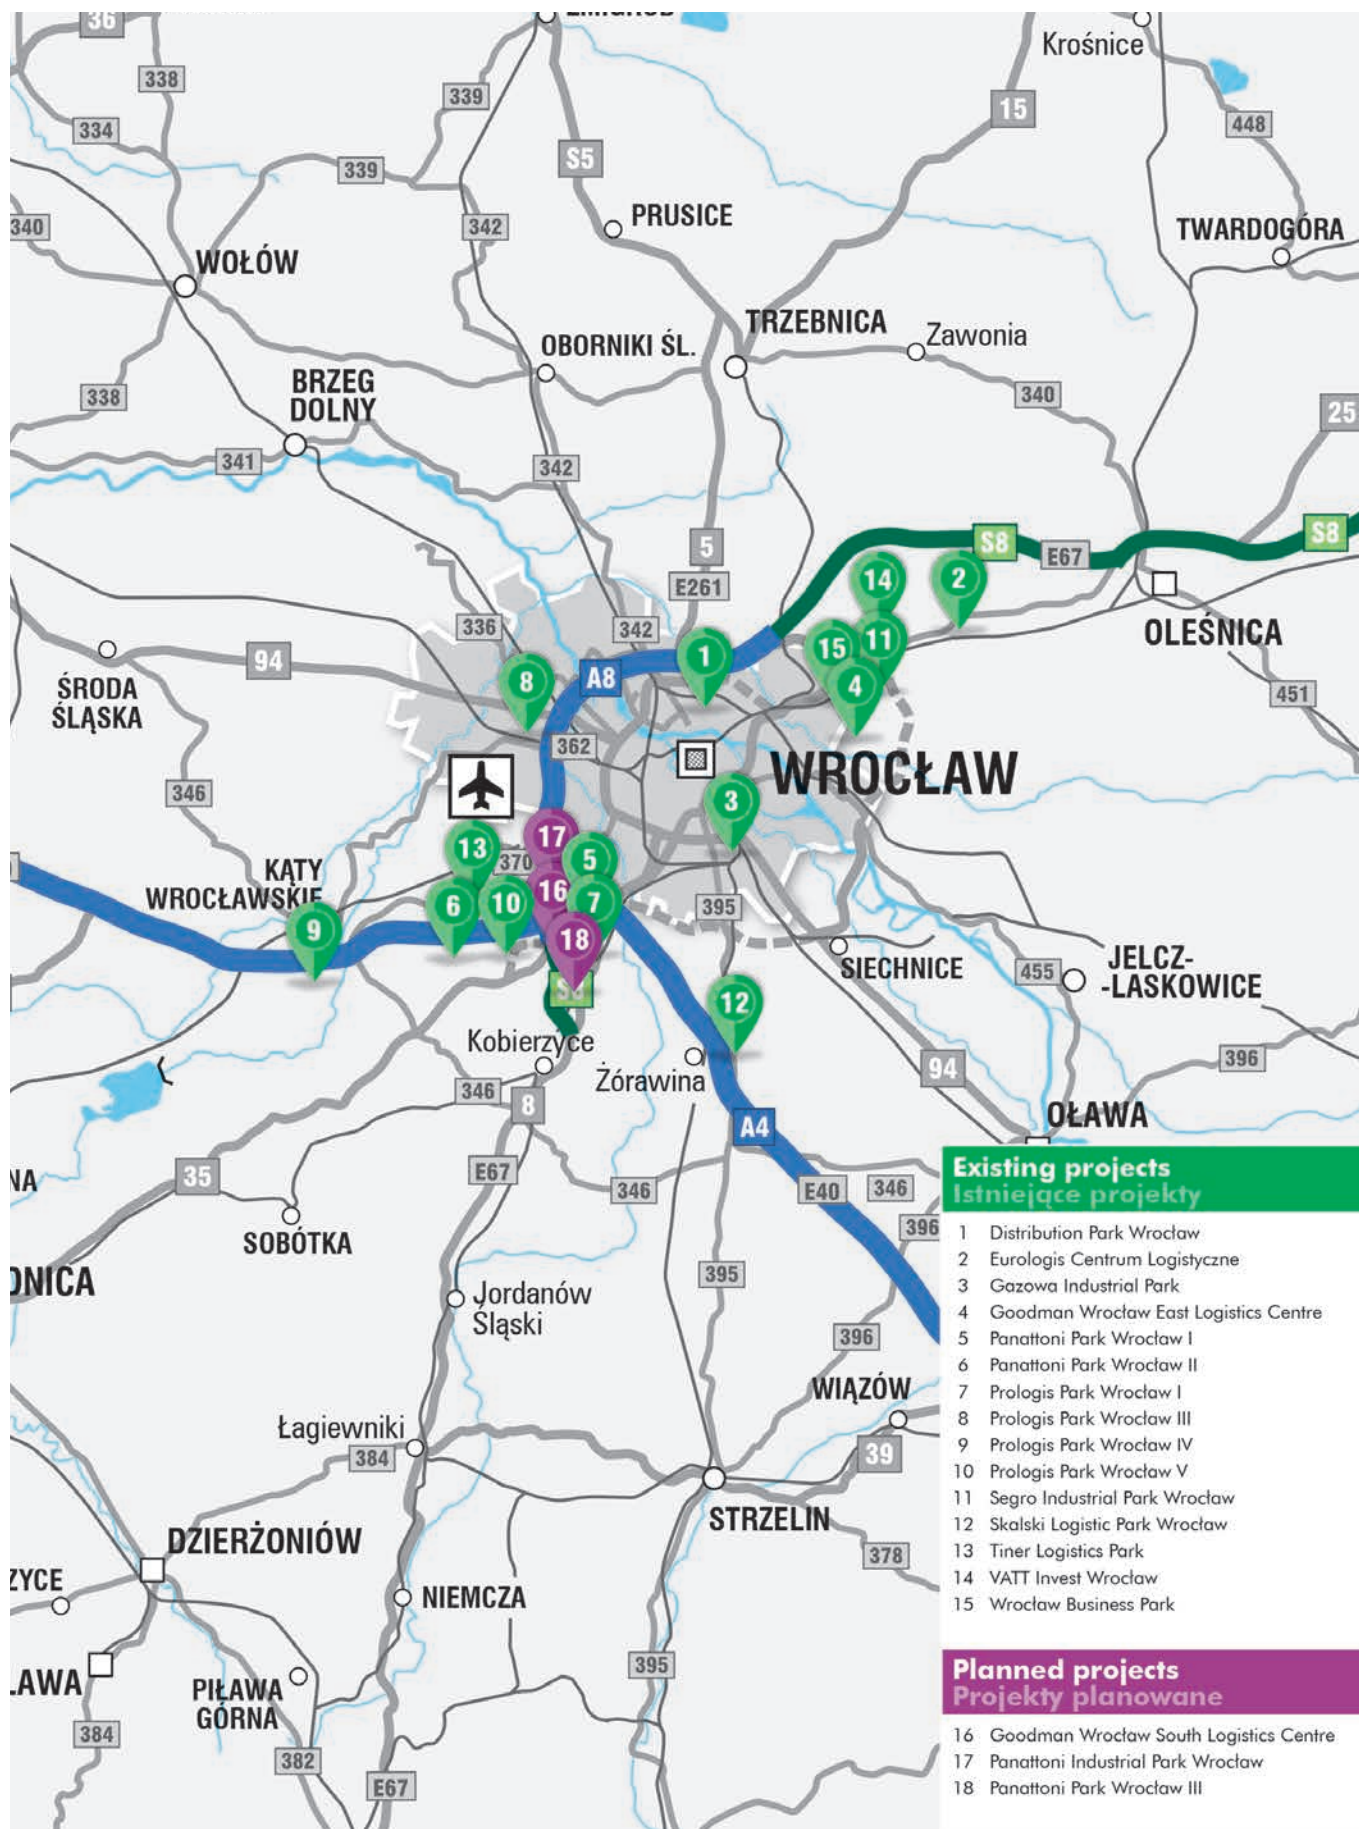 36
Krośnice
338
339
15
334
448
S5
339
340
342
PRUSICE
TWARDOGÓRA
WOŁÓW
TRZEBNICA
Zawonia
OBORNIKI ŚL.
BRZEG
DOLNY
338
340
25
341
342
S8
S8
5
E67
E261
14
2
336
342
OLEŚNICA
94
1
15
11
8
A8
4
ŚRODA
ŚLĄSKA
451
362
WROCŁAW
346
3
17
13
370
5
KĄTY
WROCŁAWSKIE
16
6
10
7
395
9
18
SIECHNICE
455
JELCZ-
-LASKOWICE
12
Kobierzyce
Żórawina
94
396
346
8
A4
OŁAWA
35
E67
346
E40
346
396
SOBÓTKA
395
Jordanów
Śląski
396
WIĄZÓW
Łagiewniki
384
39
STRZELIN
DZIERŻONIÓW
378
NIEMCZA
395
PIŁAWA
GÓRNA
384
382
E67
Existing projects
Istniejące projekty
1 Distribution Park Wrocław
2 Eurologis Centrum Logistyczne
3 Gazowa Industrial Park
4 Goodman Wrocław East Logistics Centre
5 Panattoni Park Wrocław I
6 Panattoni Park Wrocław II
7 Prologis Park Wrocław I
8 Prologis Park Wrocław III
9 Prologis Park Wrocław IV
10 Prologis Park Wrocław V
11 Segro Industrial Park Wrocław
12 Skalski Logistic Park Wrocław
13 Tiner Logistics Park
14 VATT Invest Wrocław
15 Wrocław Business Park
Planned projects
Projekty planowane
16 Goodman Wrocław South Logistics Centre
17 Panattoni Industrial Park Wrocław
18 Panattoni Park Wrocław III